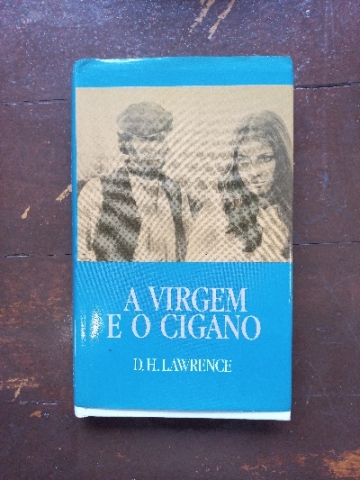 A VIRGEM
E O CIGANO
D. H. LAWRENCE